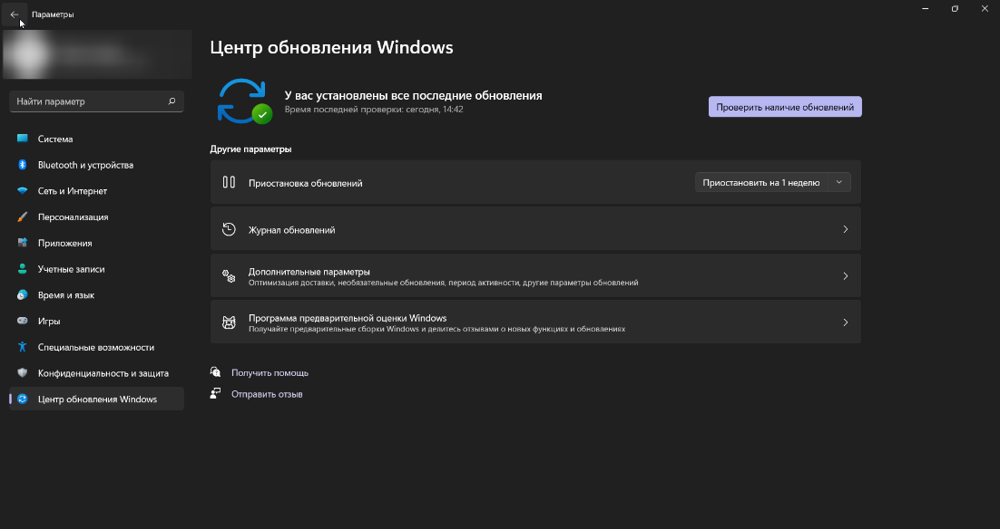 Параметры
Найти параметр
Система
Bluetooth и устройства
Сеть и Интернет
Персонализация
Приложения
Учетные записи
Время и язык
Игры
Специальные возможности
Конфиденциальность и защита
Центр обновления Windows
Центр обновления Windows
У вас установлены все последние обновления
Время последней проверки: сегодня, 14:42
Проверить наличие обновлений
Другие параметры
Приостановка обновлений
Приостановить на 1 неделю
Журнал обновлений
Дополнительные параметры
Оптимизация доставки, необязательные обновления, период активности, другие параметры обновлений
Программа предварительной оценки Windows
Получайте предварительные сборки Windows и делитесь отзывами о новых функциях и обновлениях
Получить помощь
Отправить отзыв